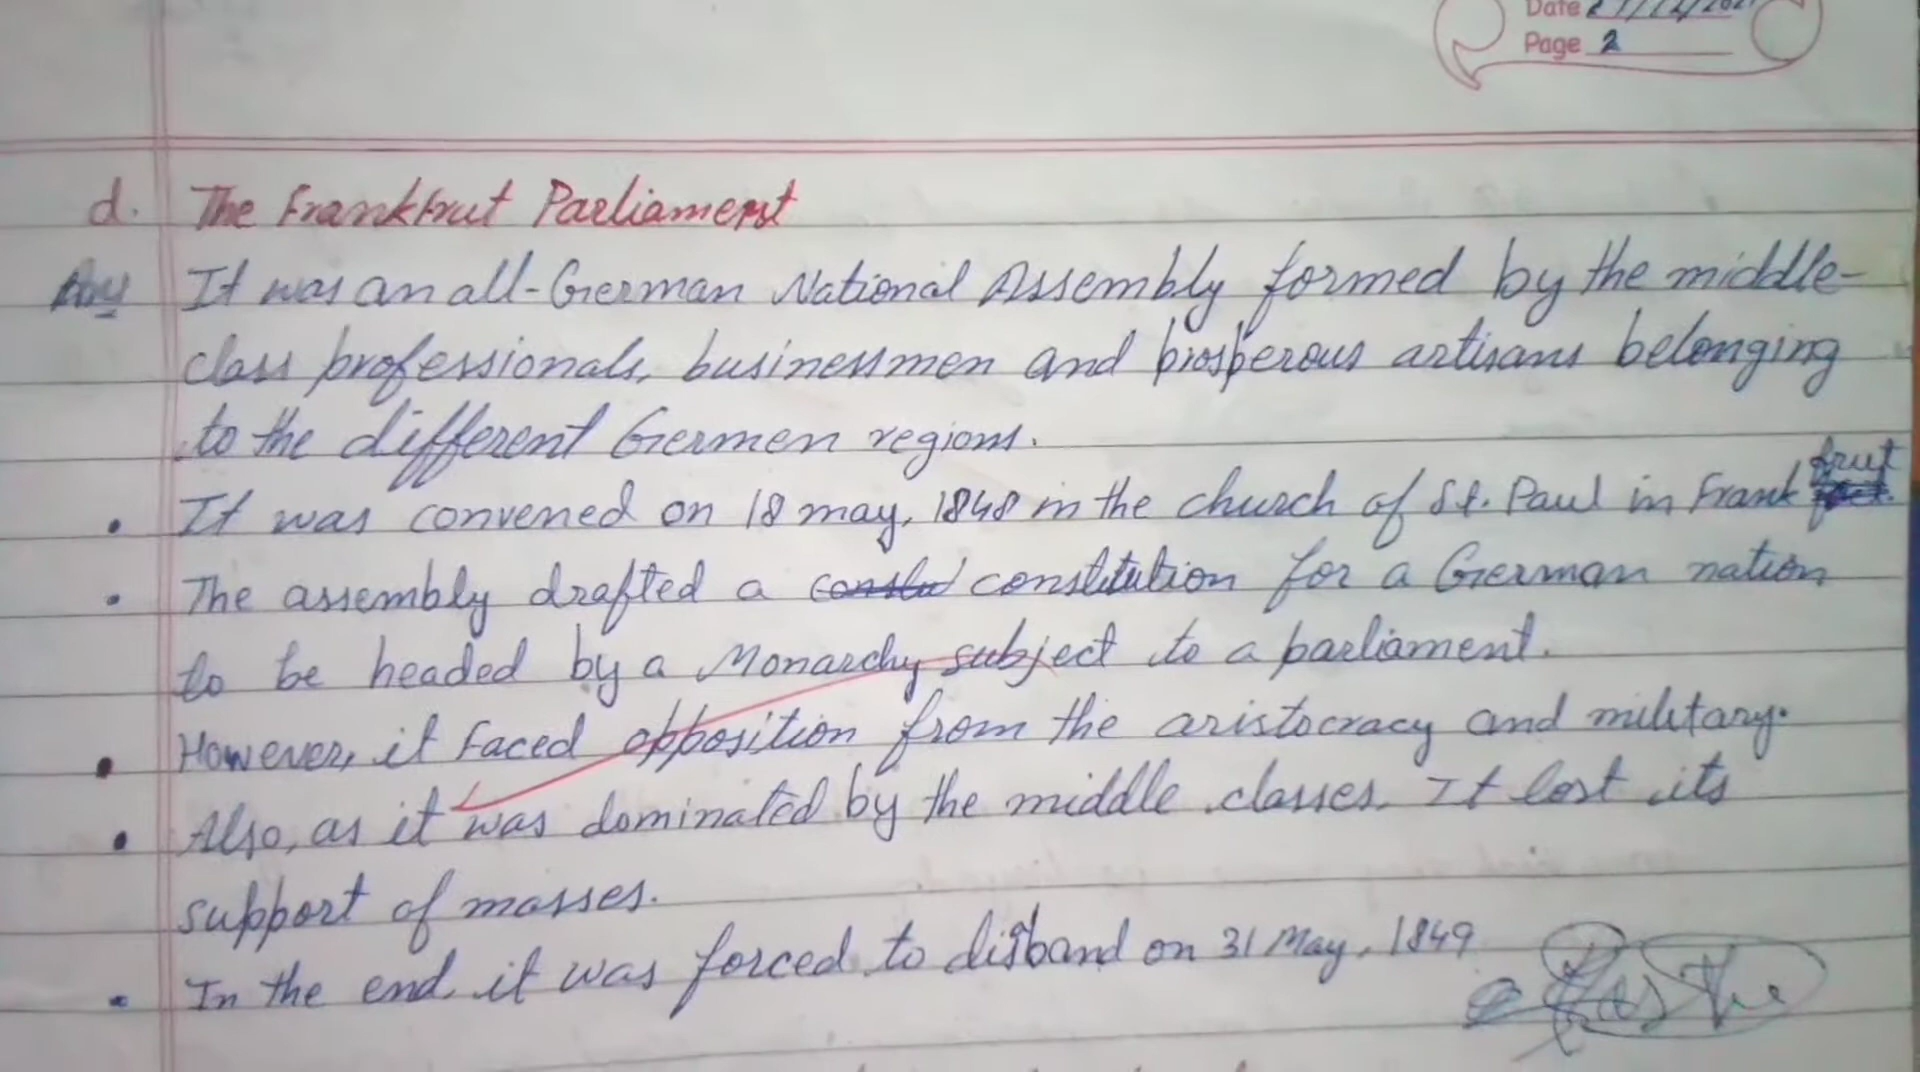 Date
Page 2
d. The Frankfrut Parliament
Ans It was an all-German National Assembly formed by the middle-
class professionals, businessmen and prosperous artisans belonging
to the different Germen regions.
frut
• It was convened on 18 may, 1848 in the church of St. Paul in Frank
• The assembly drafted a constitution for a German nation
to be headed by a Monarchy subject to a parliament.
• However, it faced opposition from the aristocracy and military.
• Also, as it was dominated by the middle classes. It lost its
support of masses.
• In the end it was forced to disband on 31 May, 1849